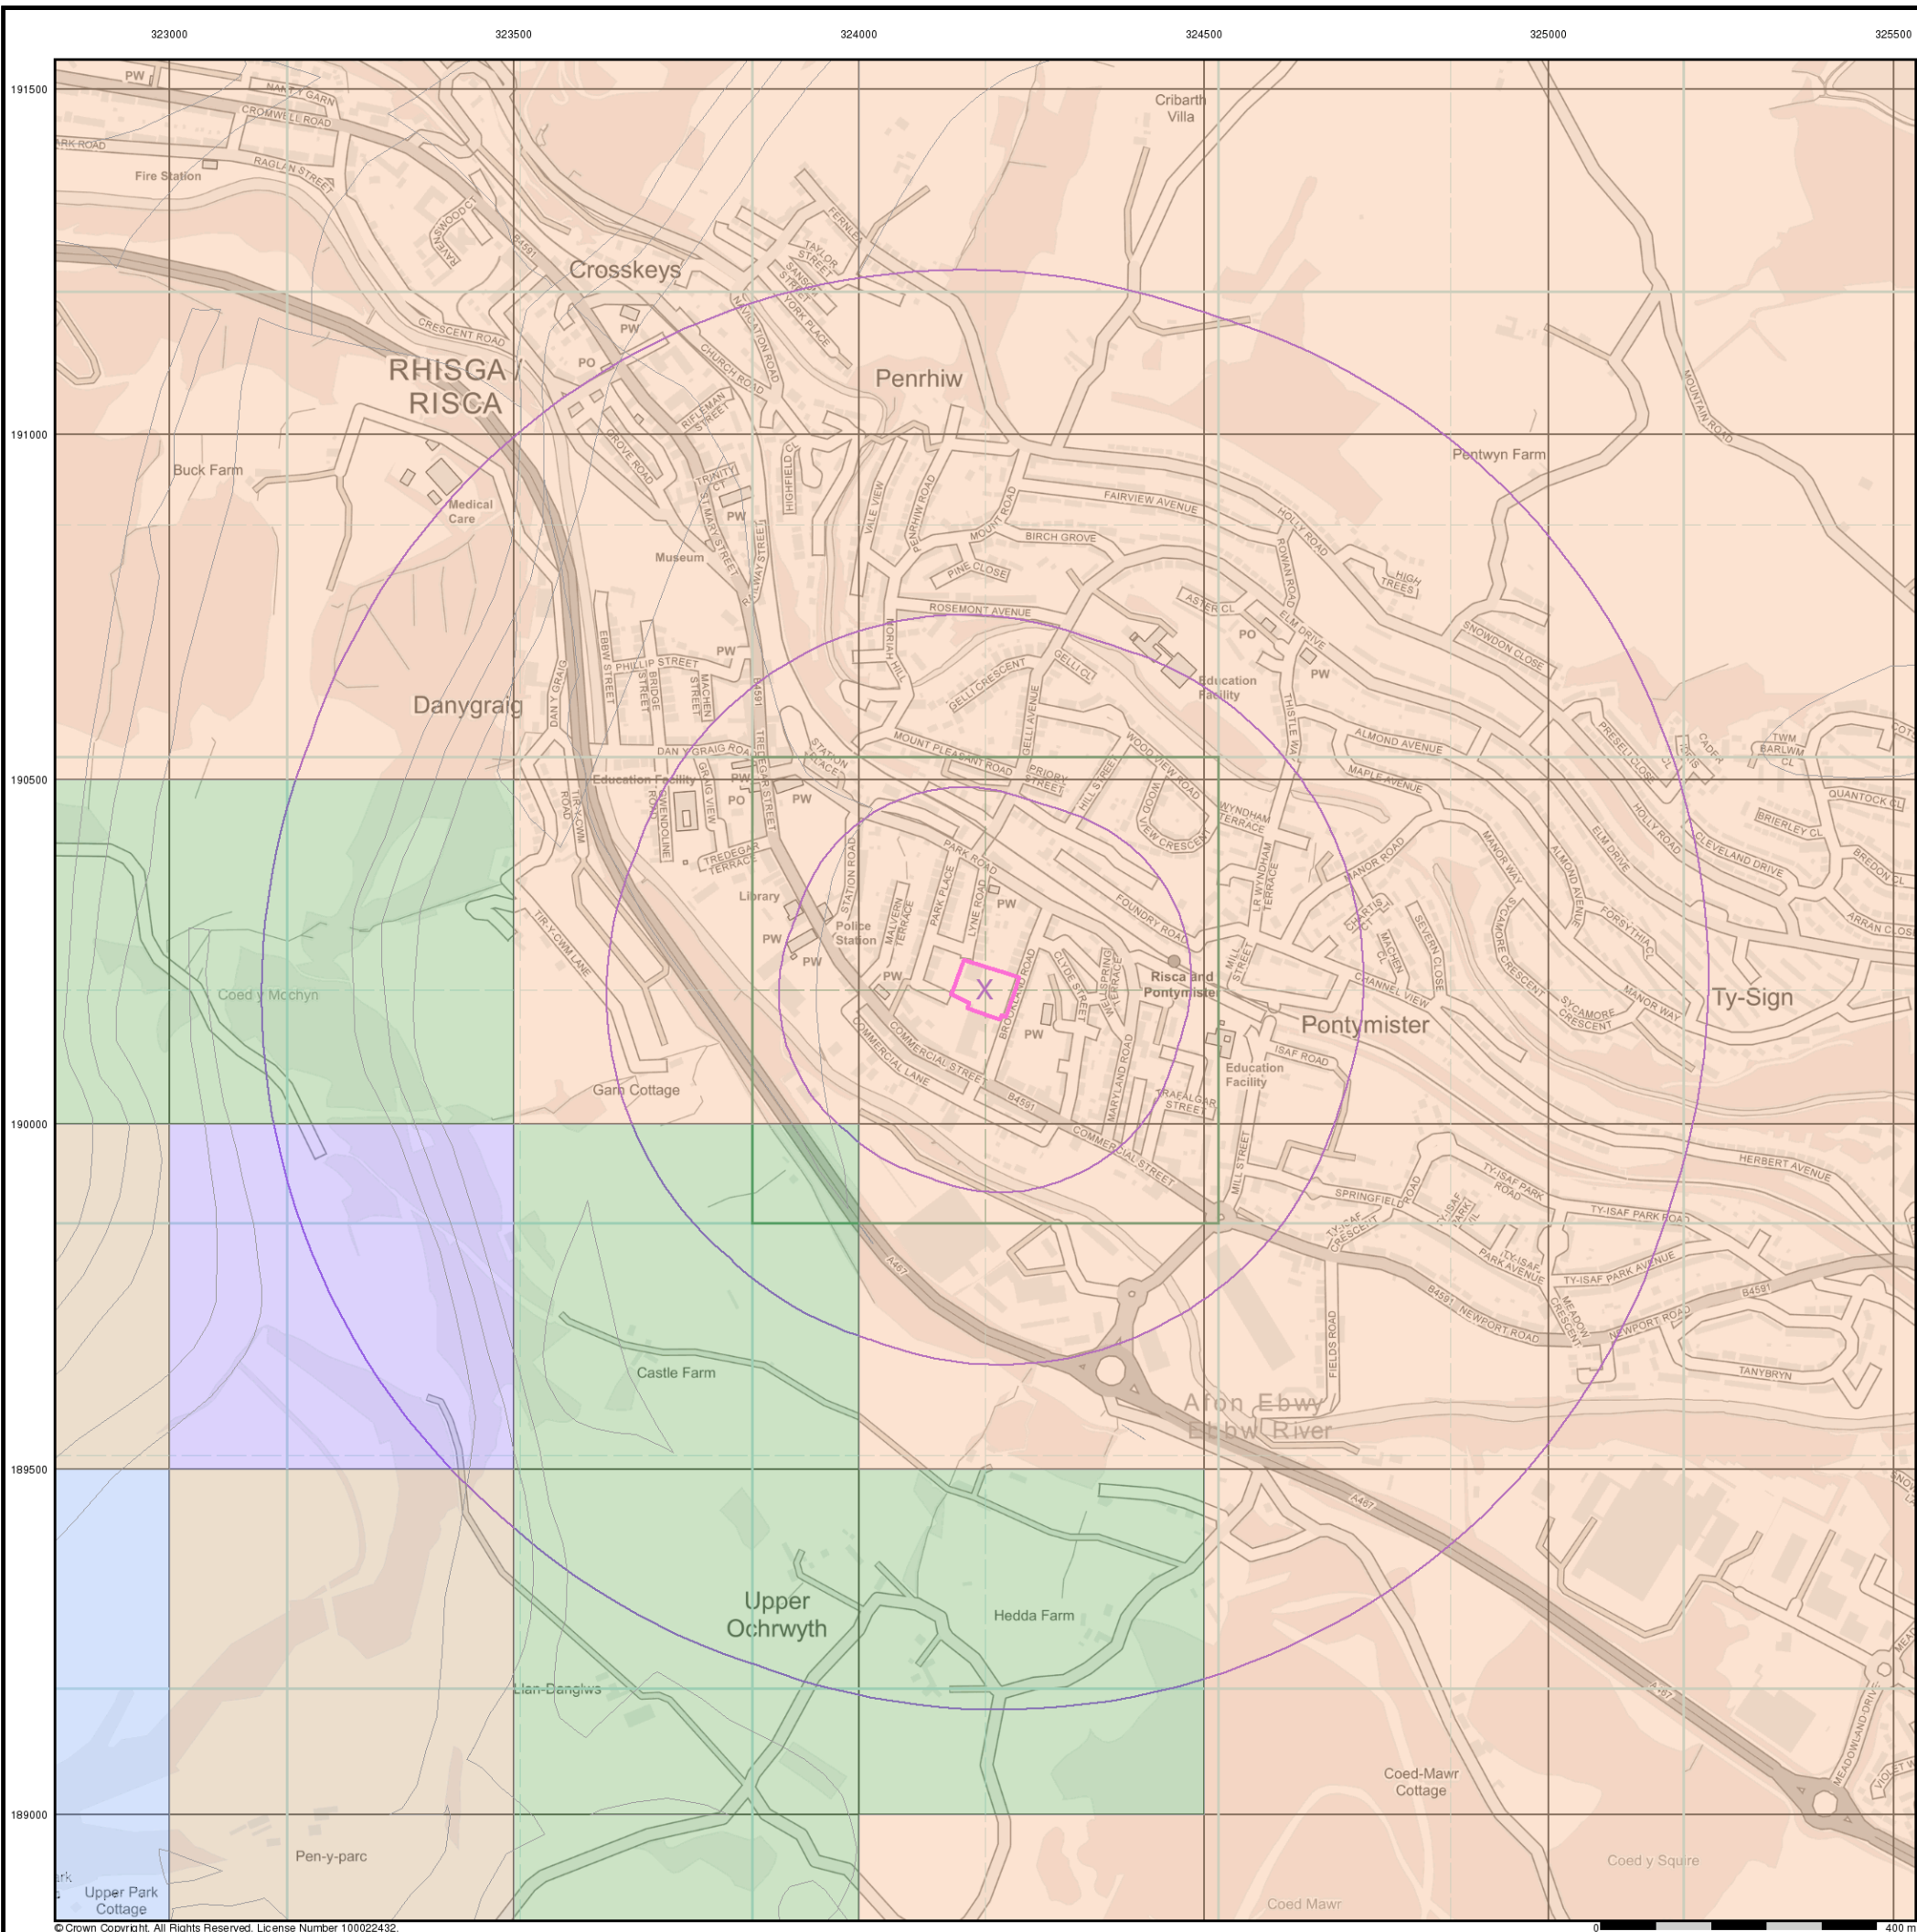 323000 323500 324000 324500 325000 325500
191500
191000
190500
190000
189500
189000
PW
NANT Y GARN
CROMWELL ROAD
ARK ROAD
RAGLAN STREET
Fire Station
RAVENSWOOD CT
B4591
Crosskeys
FERNLEA
TAYLOR
STREET
YORK PLACE
NAVIGATION ROAD
CHURCH ROAD
Cribarth
Villa
CRESCENT ROAD
PW
PO
RHISGA /
RISCA
RIFLEMAN
STREET
GROVE ROAD
Penrhiw
MOUNTAIN ROAD
Buck Farm
Medical
Care
TRINITY
CT
PW
ST MARY STREET
HIGHFIELD CL
VALE VIEW
PENRHIW ROAD
MOUNT ROAD
FAIRVIEW AVENUE
HOLLY ROAD
Pentwyn Farm
Museum
RAILWAY STREET
BIRCH GROVE
PINE CLOSE
ROWAN ROAD
HIGH
TREES
ROSEMONT AVENUE
ASTER CL
PO
ELM DRIVE
PW
SNOWDON CLOSE
EBBW STREET
PHILLIP STREET
BRIDGE
STREET
MACHEN
STREET
PW
B4591
MORIAH HILL
GELLI CRESCENT
GELLI CL
GELLI AVENUE
Education
Facility
THISTLE WAY
Danygraig
DAN Y GRAIG
DAN Y GRAIG ROAD
TREDEGAR STREET
STATION
PLACE
MOUNT PLEASANT ROAD
PRIORY
STREET
HILL STREET
WOOD VIEW ROAD
WOOD
VIEW CRESCENT
ALMOND AVENUE
MAPLE AVENUE
PRESELI CLOSE
CADER
IDRIS
CL
TWM
BARLWM
CL
COTS
QUANTOCK CL
Education Facility
PW
PO
PW
GRAIG VIEW
GWENDOLINE
ROAD
TIR-Y-CWM
ROAD
TREDEGAR
TERRACE
WYNDHAM
TERRACE
LR WYNDHAM
TERRACE
MANOR ROAD
MANOR WAY
ALMOND AVENUE
ELM DRIVE
HOLLY ROAD
CLEVELAND DRIVE
BRIERLEY CL
BREDON CL
ARRAN CLOSE
Library
STATION ROAD
Police
Station
PW
PW
MALVERN
TERRACE
PARK PLACE
PARK ROAD
LYNE ROAD
PW
FOUNDRY ROAD
MILL
STREET
CHARTIST
CT
MACHEN
CL
SEVERN CLOSE
SYCAMORE CRESCENT
FORSYTHIA
CL
TIR-Y-CWM LANE
Coed y Mochyn
PW
X
BROOKLAND ROAD
CLYDE STREET
WELLSPRING
TERRACE
Risca and
Pontymister
CHANNEL VIEW
SYCAMORE
CRESCENT
MANOR WAY
Ty-Sign
Pontymister
PW
COMMERCIAL STREET
COMMERCIAL LANE
B4591
MARYLAND ROAD
TRAFALGAR
STREET
Education
Facility
ISAF ROAD
Garn Cottage
COMMERCIAL STREET
MILL STREET
HERBERT AVENUE
SPRINGFIELD ROAD
TY-ISAF
CRESCENT
TY-ISAF PARK
ROAD
TY-ISAF PARK ROAD
TY-ISAF
PARK AVENUE
TY-ISAF PARK AVENUE
A467
B4591
NEWPORT ROAD
MEADOW
CRESCENT
NEWPORT ROAD
B4591
FIELDS ROAD
TANYBRYN
Castle Farm
Afon Ebwy /
Ebbw River
A467
Upper
Ochrwyth
Hedda Farm
Llan-Danglws
A467
MEADOWLAND DRIVE
VIOLET W
Coed-Mawr
Cottage
Pen-y-parc
Coed y Squire
Upper Park
Cottage
Coed Mawr
© Crown Copyright. All Rights Reserved. License Number 100022432.
0 400 m